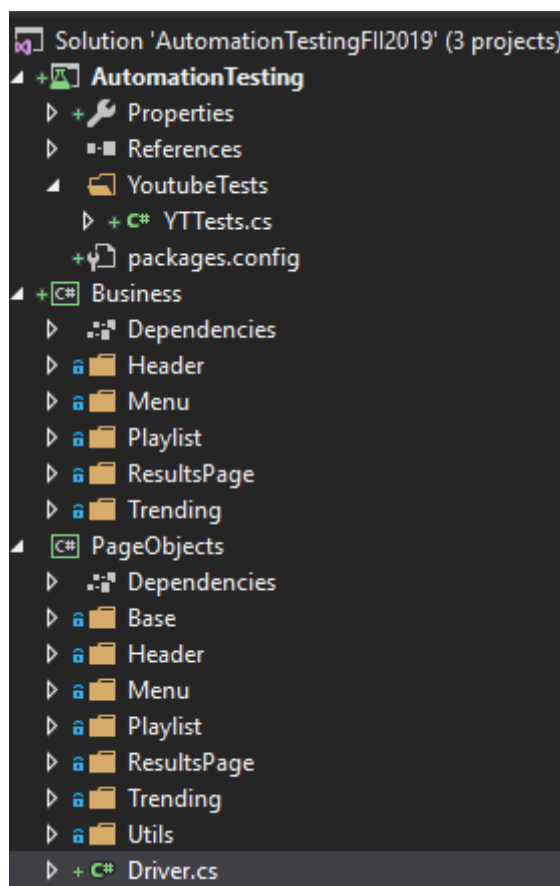 Solution 'AutomationTestingFII2019' (3 projects)
AutomationTesting
Properties
References
YoutubeTests
C# YTTests.cs
packages.config
C# Business
Dependencies
Header
Menu
Playlist
ResultsPage
Trending
C# PageObjects
Dependencies
Base
Header
Menu
Playlist
ResultsPage
Trending
Utils
C# Driver.cs